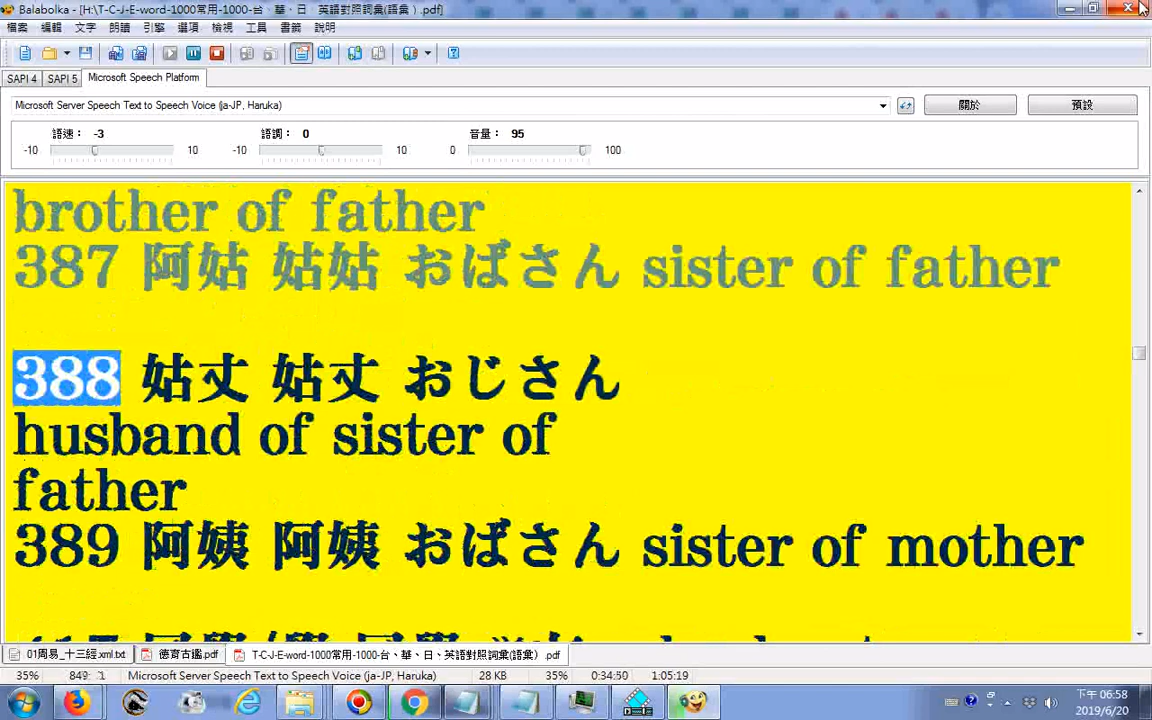 Balabolka - [H:\T-C-J-E-word-1000常用-1000-台、華、日、英語對照詞彙(語彙).pdf]
檔案 編輯 文字 朗讀 引擎 選項 檢視 工具 書籤 說明
SAPI 4 SAPI 5 Microsoft Speech Platform
Microsoft Server Speech Text to Speech Voice (ja-JP, Haruka) 關於 預設
語速： -3 語調： 0 音量： 95
-10 10 -10 10 0 100
brother of father
387 阿姑 姑姑 おばさん sister of father
388 姑丈 姑丈 おじさん
husband of sister of
father
389 阿姨 阿姨 おばさん sister of mother
01周易_十三經.xml.txt 德育古鑑.pdf T-C-J-E-word-1000常用-1000-台、華、日、英語對照詞彙(語彙) .pdf
35% 849: 1 Microsoft Server Speech Text to Speech Voice (ja-JP, Haruka) 28 KB 35% 0:34:50 1:05:19
下午 06:58
2019/6/20